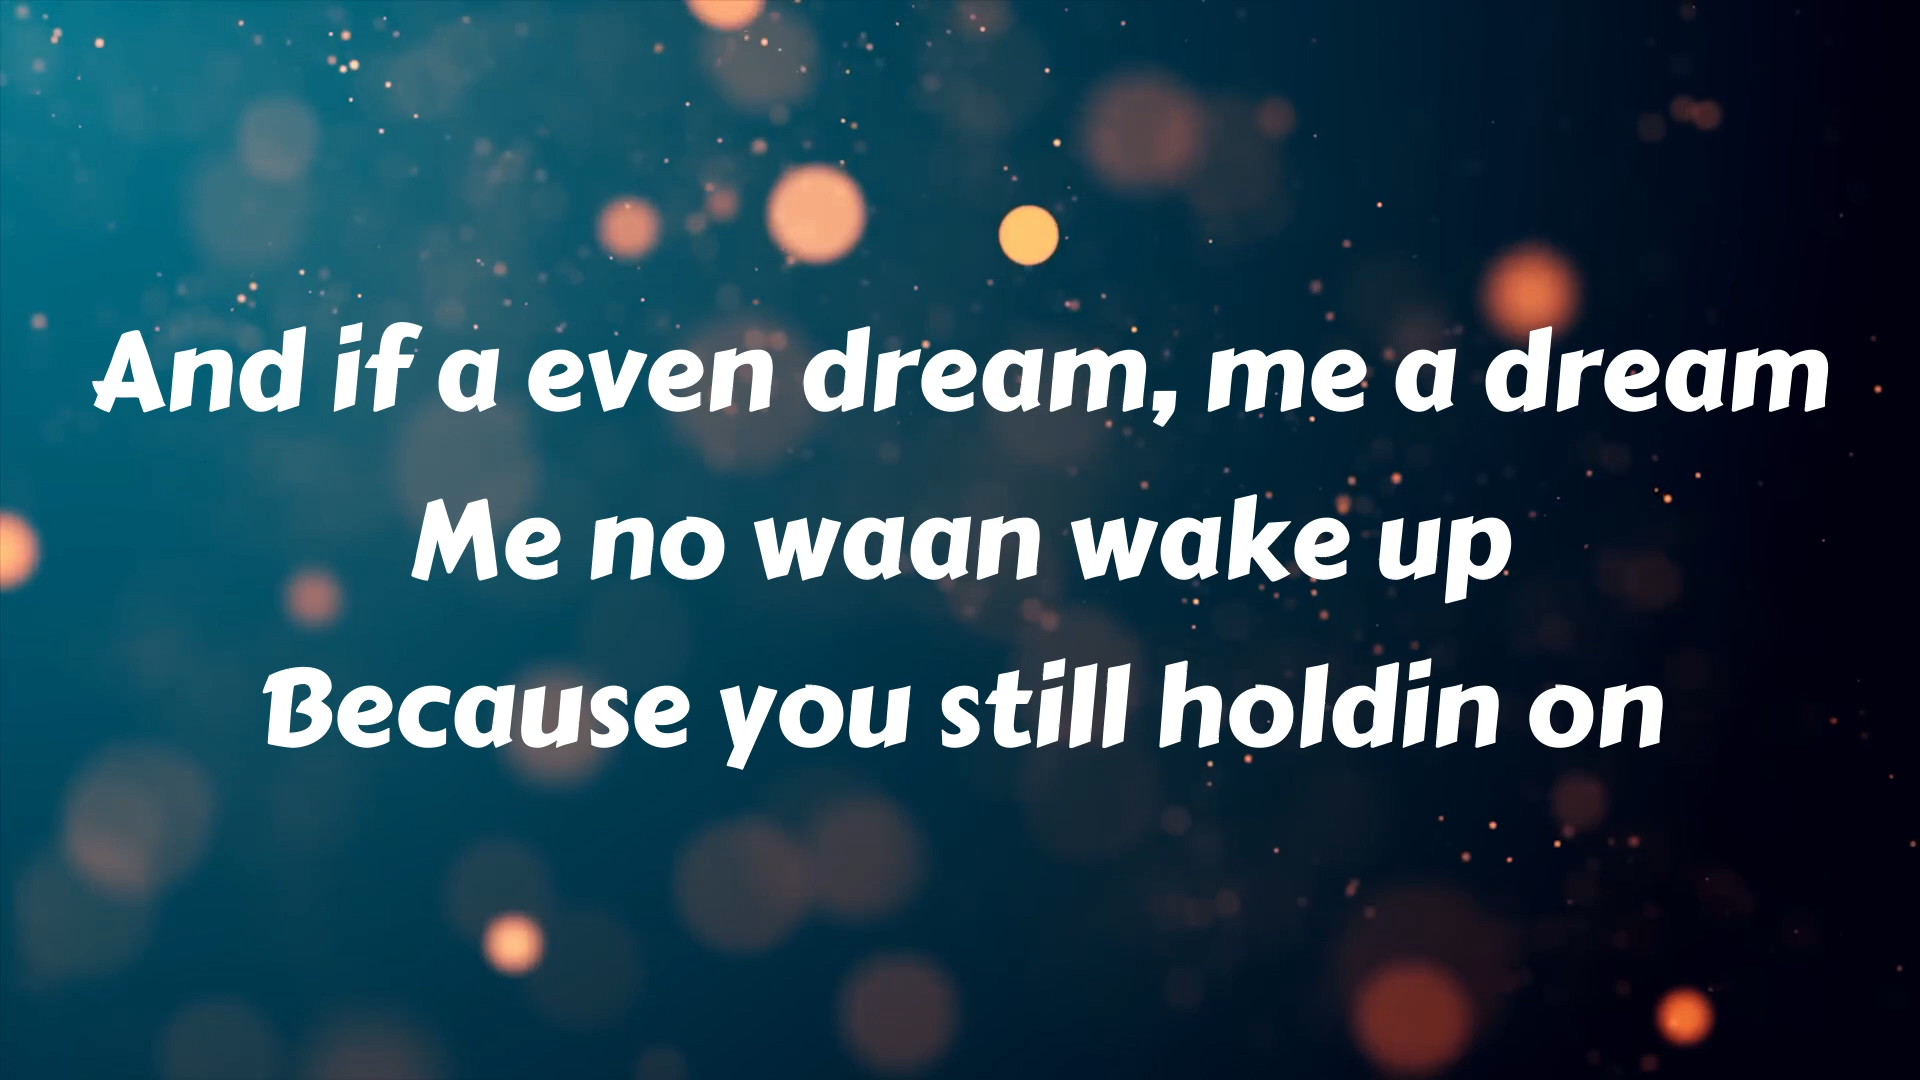 And if a even dream, me a dream
Me no waan wake up
Because you still holdin on